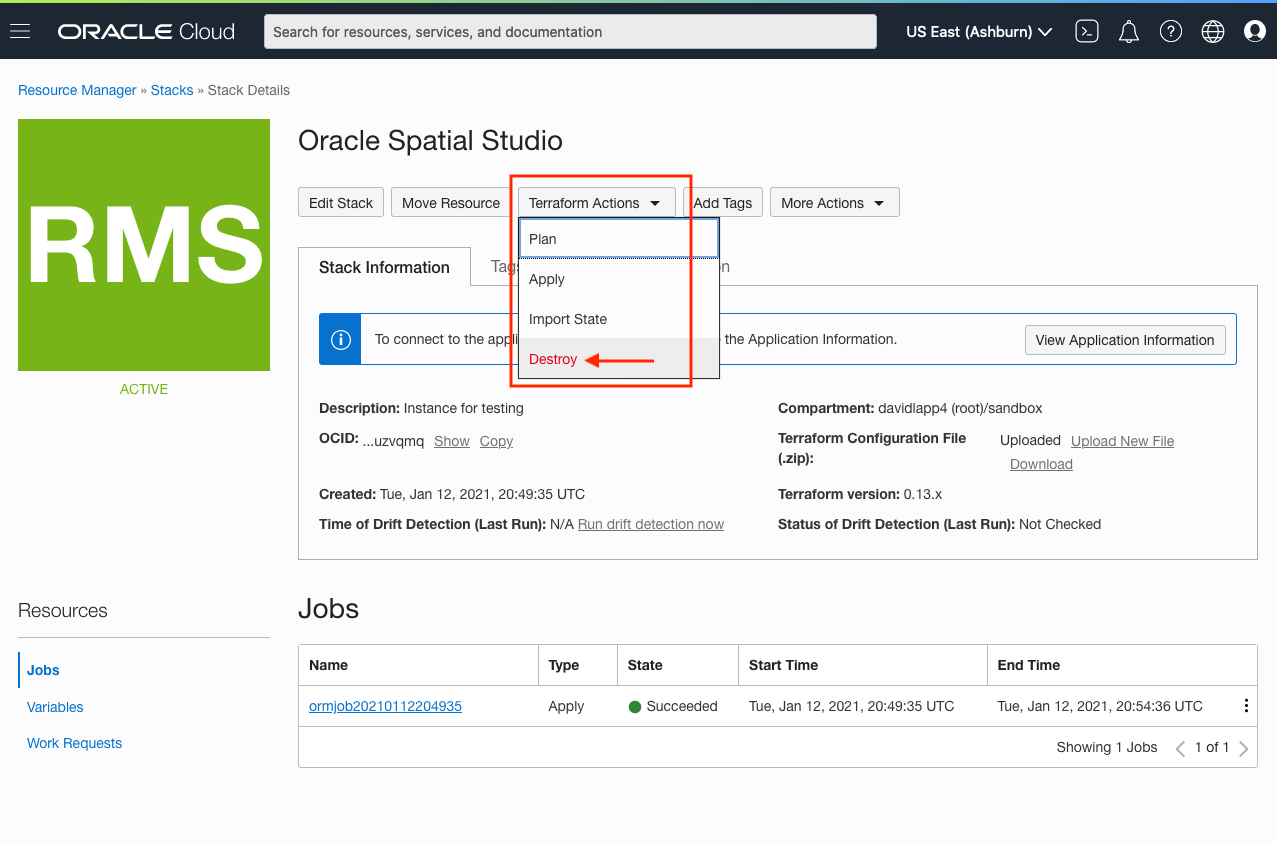 ORACLE Cloud
Search for resources, services, and documentation
US East (Ashburn)
Resource Manager » Stacks » Stack Details
RMS
ACTIVE
Oracle Spatial Studio
Edit Stack
Move Resource
Terraform Actions
Add Tags
More Actions
Plan
Apply
Import State
Destroy
Stack Information
Tags
To connect to the
the Application Information.
View Application Information
Description: Instance for testing
OCID: ...uzvqmq Show Copy
Created: Tue, Jan 12, 2021, 20:49:35 UTC
Time of Drift Detection (Last Run): N/A Run drift detection now
Compartment: davidlapp4 (root)/sandbox
Terraform Configuration File
(.zip):
Uploaded Upload New File
Download
Terraform version: 0.13.x
Status of Drift Detection (Last Run): Not Checked
Resources
Jobs
Variables
Work Requests
Jobs
Name Type State Start Time End Time
ormjob20210112204935 Apply Succeeded Tue, Jan 12, 2021, 20:49:35 UTC Tue, Jan 12, 2021, 20:54:36 UTC
Showing 1 Jobs 1 of 1